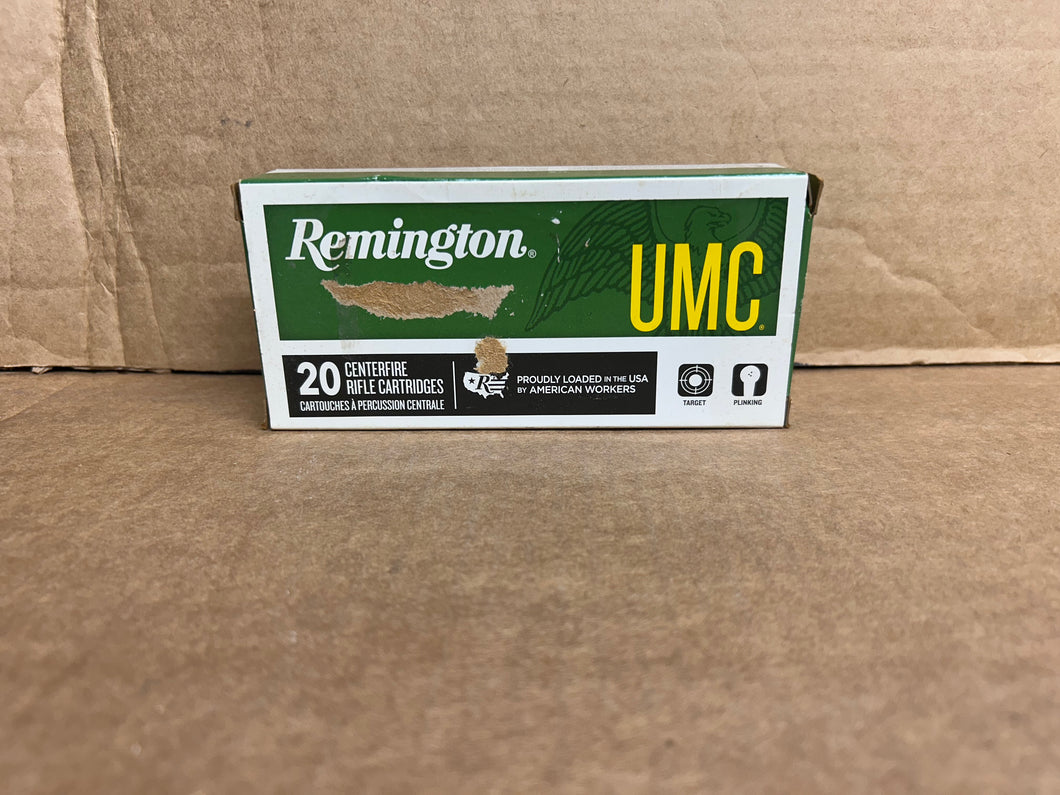 Remington®
UMC®
20 CENTERFIRE
RIFLE CARTRIDGES
CARTOUCHES À PERCUSSION CENTRALE
R
PROUDLY LOADED IN THE USA
BY AMERICAN WORKERS
TARGET
PLINKING